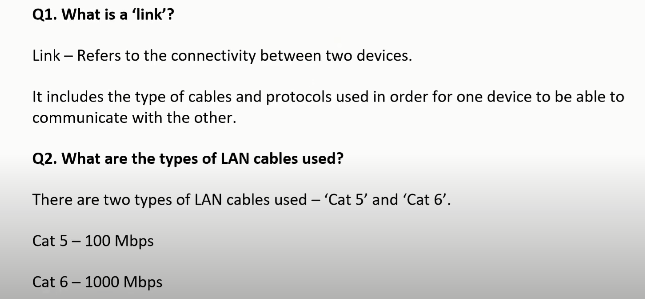 Q1. What is a ‘link’?
Link – Refers to the connectivity between two devices.
It includes the type of cables and protocols used in order for one device to be able to
communicate with the other.
Q2. What are the types of LAN cables used?
There are two types of LAN cables used – ‘Cat 5’ and ‘Cat 6’.
Cat 5 – 100 Mbps
Cat 6 – 1000 Mbps